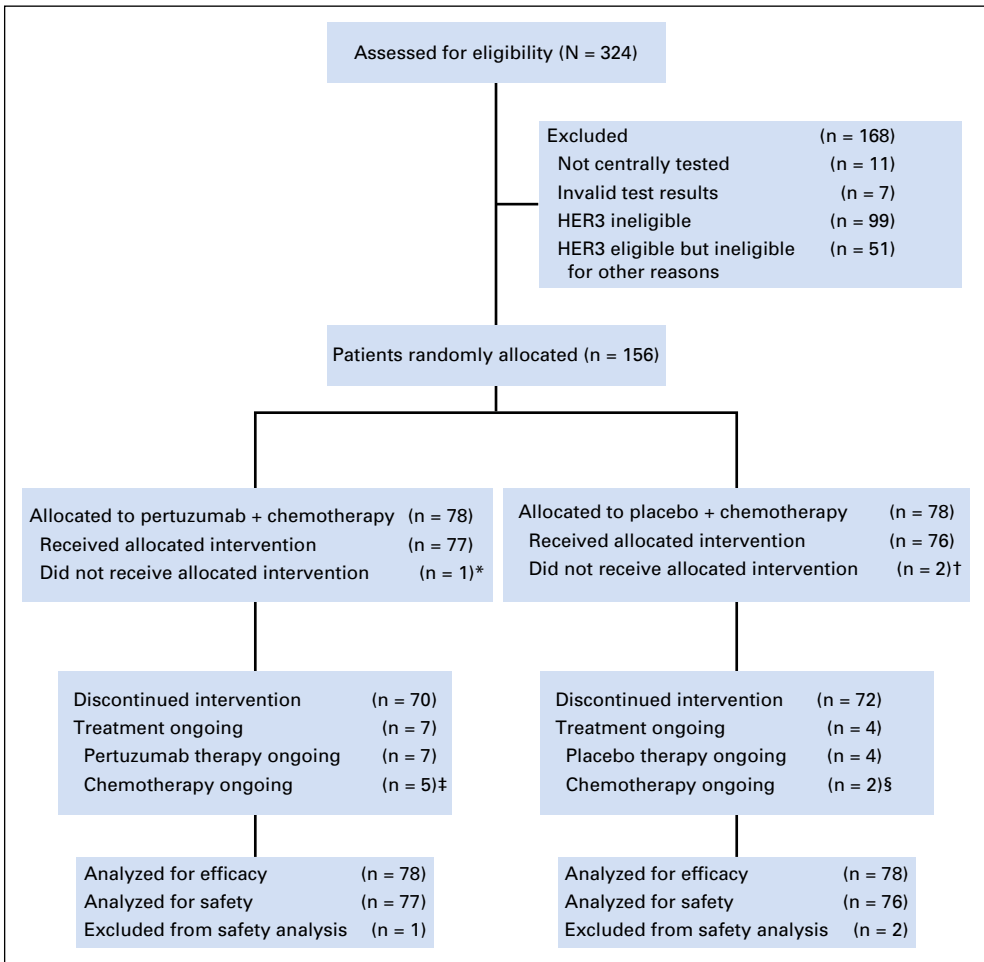 Assessed for eligibility (N = 324)
Excluded (n = 168)
Not centrally tested (n = 11)
Invalid test results (n = 7)
HER3 ineligible (n = 99)
HER3 eligible but ineligible (n = 51)
for other reasons
Patients randomly allocated (n = 156)
Allocated to pertuzumab + chemotherapy (n = 78)
Received allocated intervention (n = 77)
Did not receive allocated intervention (n = 1)*
Allocated to placebo + chemotherapy (n = 78)
Received allocated intervention (n = 76)
Did not receive allocated intervention (n = 2)†
Discontinued intervention (n = 70)
Treatment ongoing (n = 7)
Pertuzumab therapy ongoing (n = 7)
Chemotherapy ongoing (n = 5)‡
Discontinued intervention (n = 72)
Treatment ongoing (n = 4)
Placebo therapy ongoing (n = 4)
Chemotherapy ongoing (n = 2)§
Analyzed for efficacy (n = 78)
Analyzed for safety (n = 77)
Excluded from safety analysis (n = 1)
Analyzed for efficacy (n = 78)
Analyzed for safety (n = 76)
Excluded from safety analysis (n = 2)